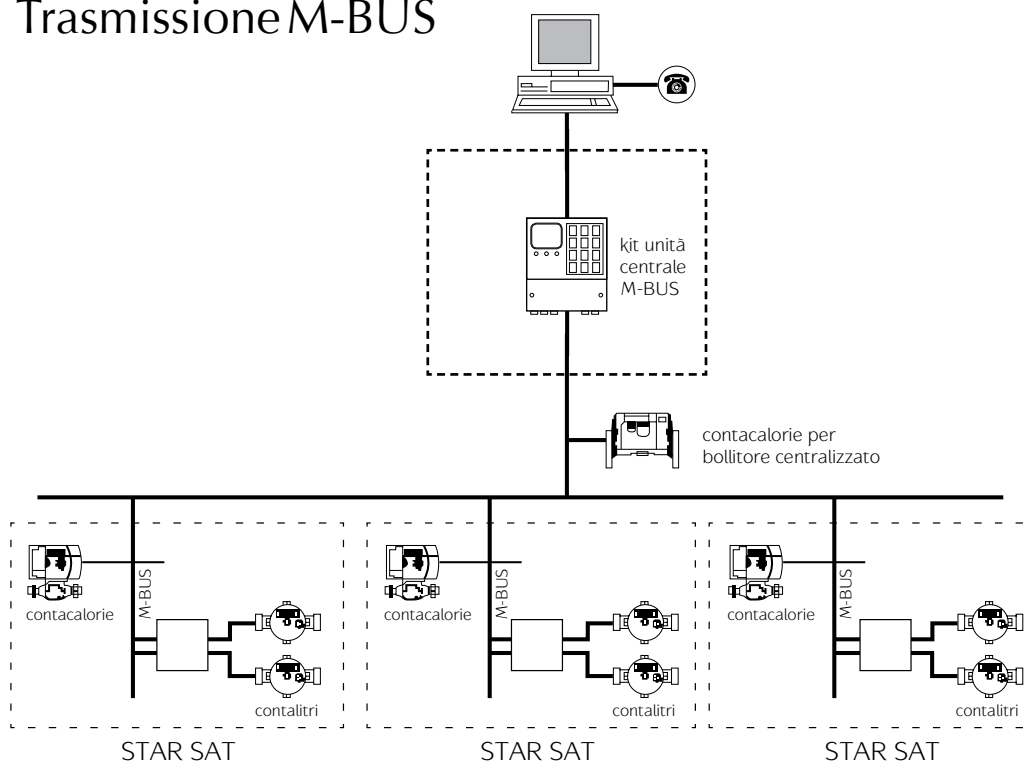 Trasmissione M-BUS
kit unità
centrale
M-BUS
contacalorie per
bollitore centralizzato
contacalorie
M-BUS
contalitri
STAR SAT
contacalorie
M-BUS
contalitri
STAR SAT
contacalorie
M-BUS
contalitri
STAR SAT